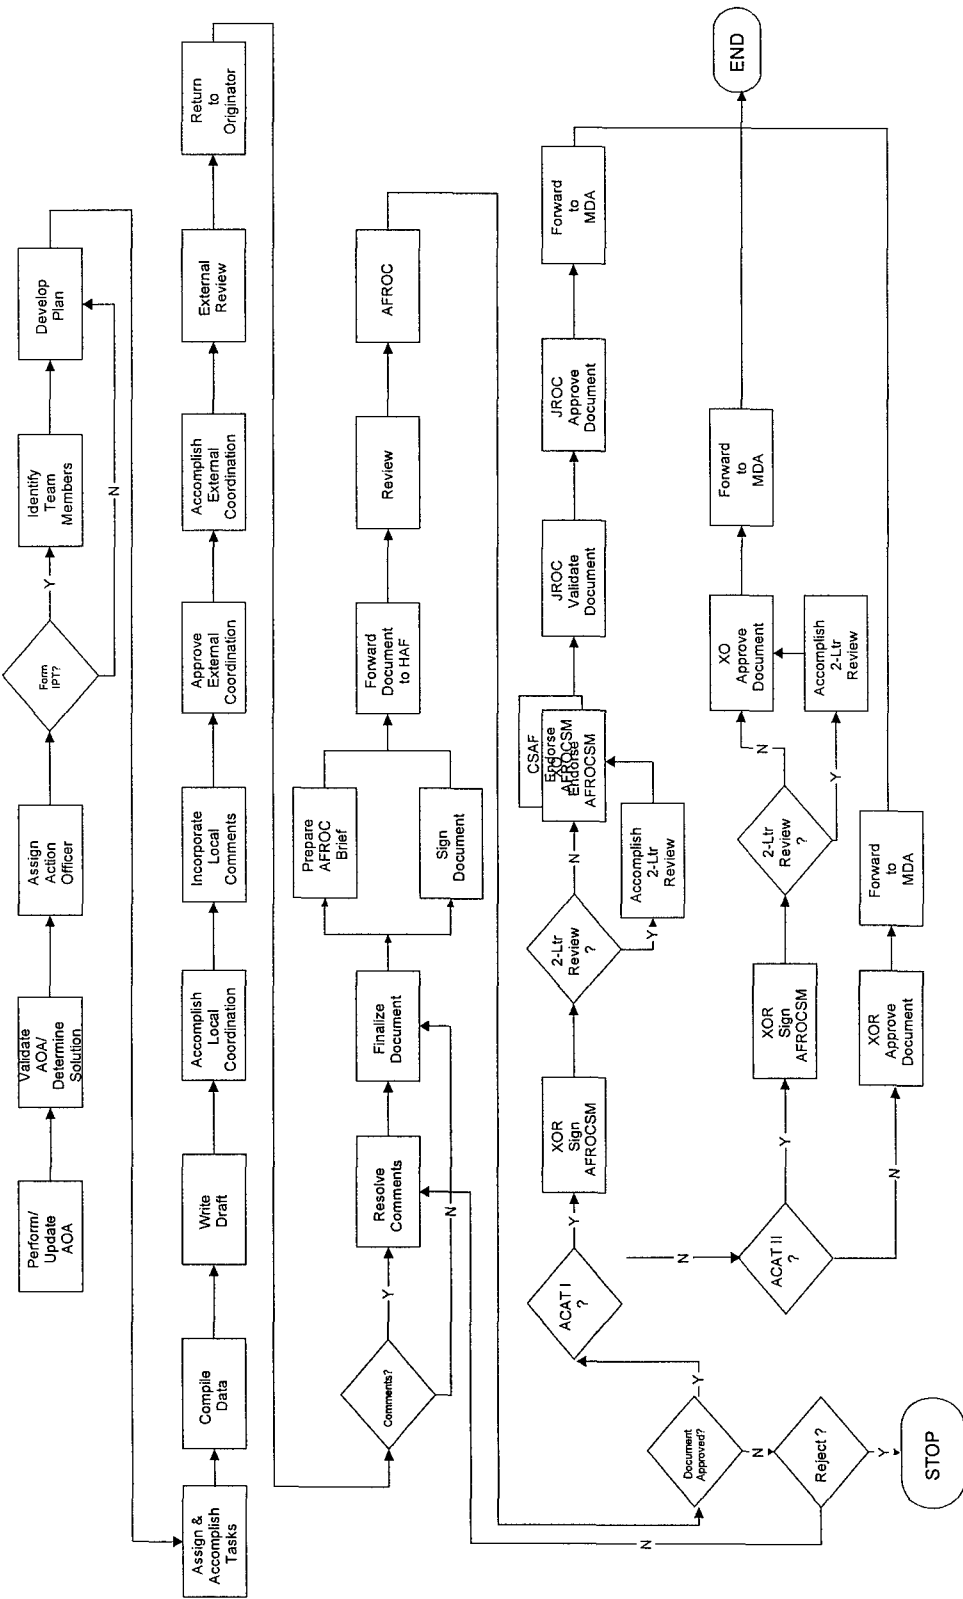 Perform/
Update
AOA
Validate
AOA/
Determine
Solution
Assign
Action
Officer
Form
IPT?
Y
N
Identify
Team
Members
Develop
Plan
Assign &
Accomplish
Tasks
Compile
Data
Write
Draft
Accomplish
Local
Coordination
Incorporate
Local
Comments
Approve
External
Coordination
Accomplish
External
Coordination
External
Review
Return
to
Originator
Comments?
Y
N
Resolve
Comments
Finalize
Document
Prepare
AFROC
Brief
Sign
Document
Forward
Document
to HAF
Review
AFROC
Document
Approved?
Y
N
Reject ?
N
Y
STOP
ACAT I
?
Y
N
XOR
Sign
AFROCSM
2-Ltr
Review
?
N
Y
Accomplish
2-Ltr
Review
CSAF
Endorse
AFROCSM
XO
Endorse
AFROCSM
JROC
Validate
Document
JROC
Approve
Document
Forward
to
MDA
ACAT II
?
Y
N
XOR
Sign
AFROCSM
2-Ltr
Review
?
N
Y
Accomplish
2-Ltr
Review
XO
Approve
Document
Forward
to
MDA
XOR
Approve
Document
Forward
to
MDA
END